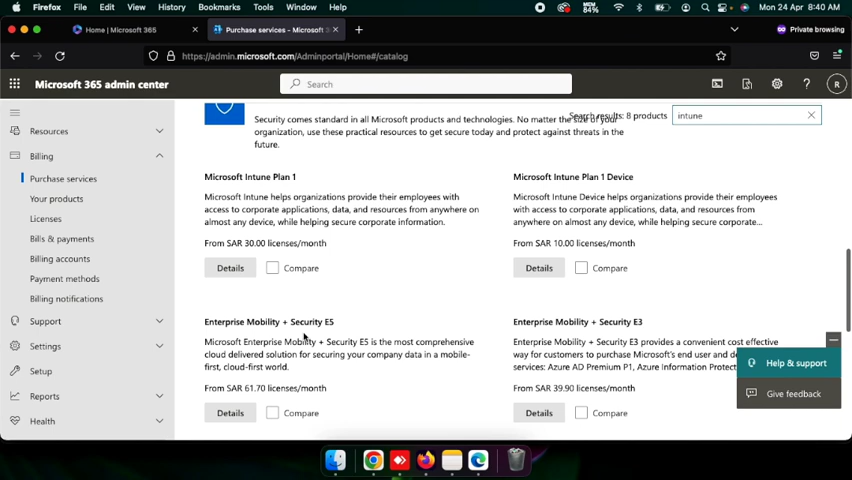 Firefox File Edit View History Bookmarks Tools Window Help
MEM 84% Mon 24 Apr 8:40 AM
Home | Microsoft 365
Purchase services - Microsoft
Private browsing
https://admin.microsoft.com/Adminportal/Home#/catalog
Microsoft 365 admin center
Search
R
Resources
Billing
Purchase services
Your products
Licenses
Bills & payments
Billing accounts
Payment methods
Billing notifications
Support
Settings
Setup
Reports
Health
Search results: 8 products
intune
Security comes standard in all Microsoft products and technologies. No matter the size of your
organization, use these practical resources to get secure today and protect against threats in the
future.
Microsoft Intune Plan 1
Microsoft Intune helps organizations provide their employees with
access to corporate applications, data, and resources from anywhere on
almost any device, while helping secure corporate information.
From SAR 30.00 licenses/month
Details
Compare
Microsoft Intune Plan 1 Device
Microsoft Intune Device helps organizations provide their employees
with access to corporate applications, data, and resources from
anywhere on almost any device, while helping secure corporate...
From SAR 10.00 licenses/month
Details
Compare
Enterprise Mobility + Security E5
Microsoft Enterprise Mobility + Security E5 is the most comprehensive
cloud delivered solution for securing your company data in a mobile-
first, cloud-first world.
From SAR 61.70 licenses/month
Details
Compare
Enterprise Mobility + Security E3
Enterprise Mobility + Security E3 provides a convenient cost effective
way for customers to purchase Microsoft's end user and
services: Azure AD Premium P1, Azure Information
From SAR 39.90 licenses/month
Details
Compare
Help & support
Give feedback